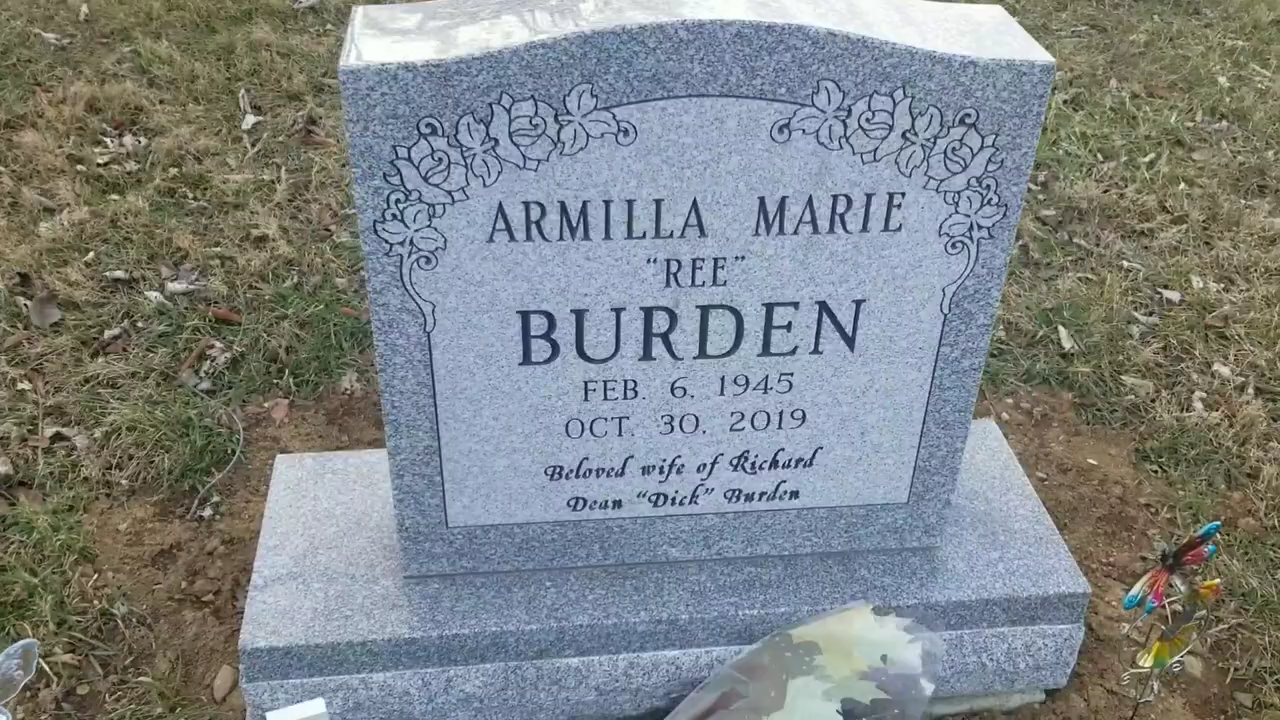 ARMILLA MARIE
“REE”
BURDEN
FEB. 6, 1945
OCT. 30, 2019
Beloved wife of Richard
Dean “Dick” Burden